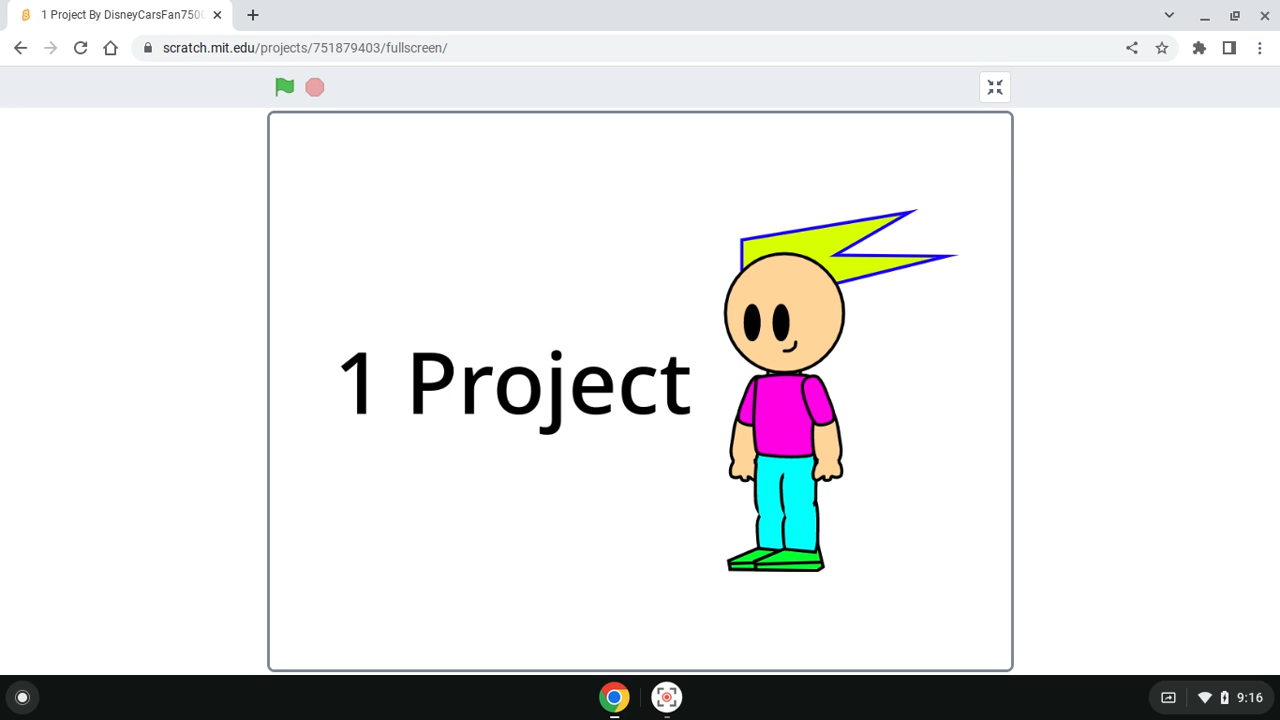 1 Project By DisneyCarsFan750
scratch.mit.edu/projects/751879403/fullscreen/
1 Project
9:16